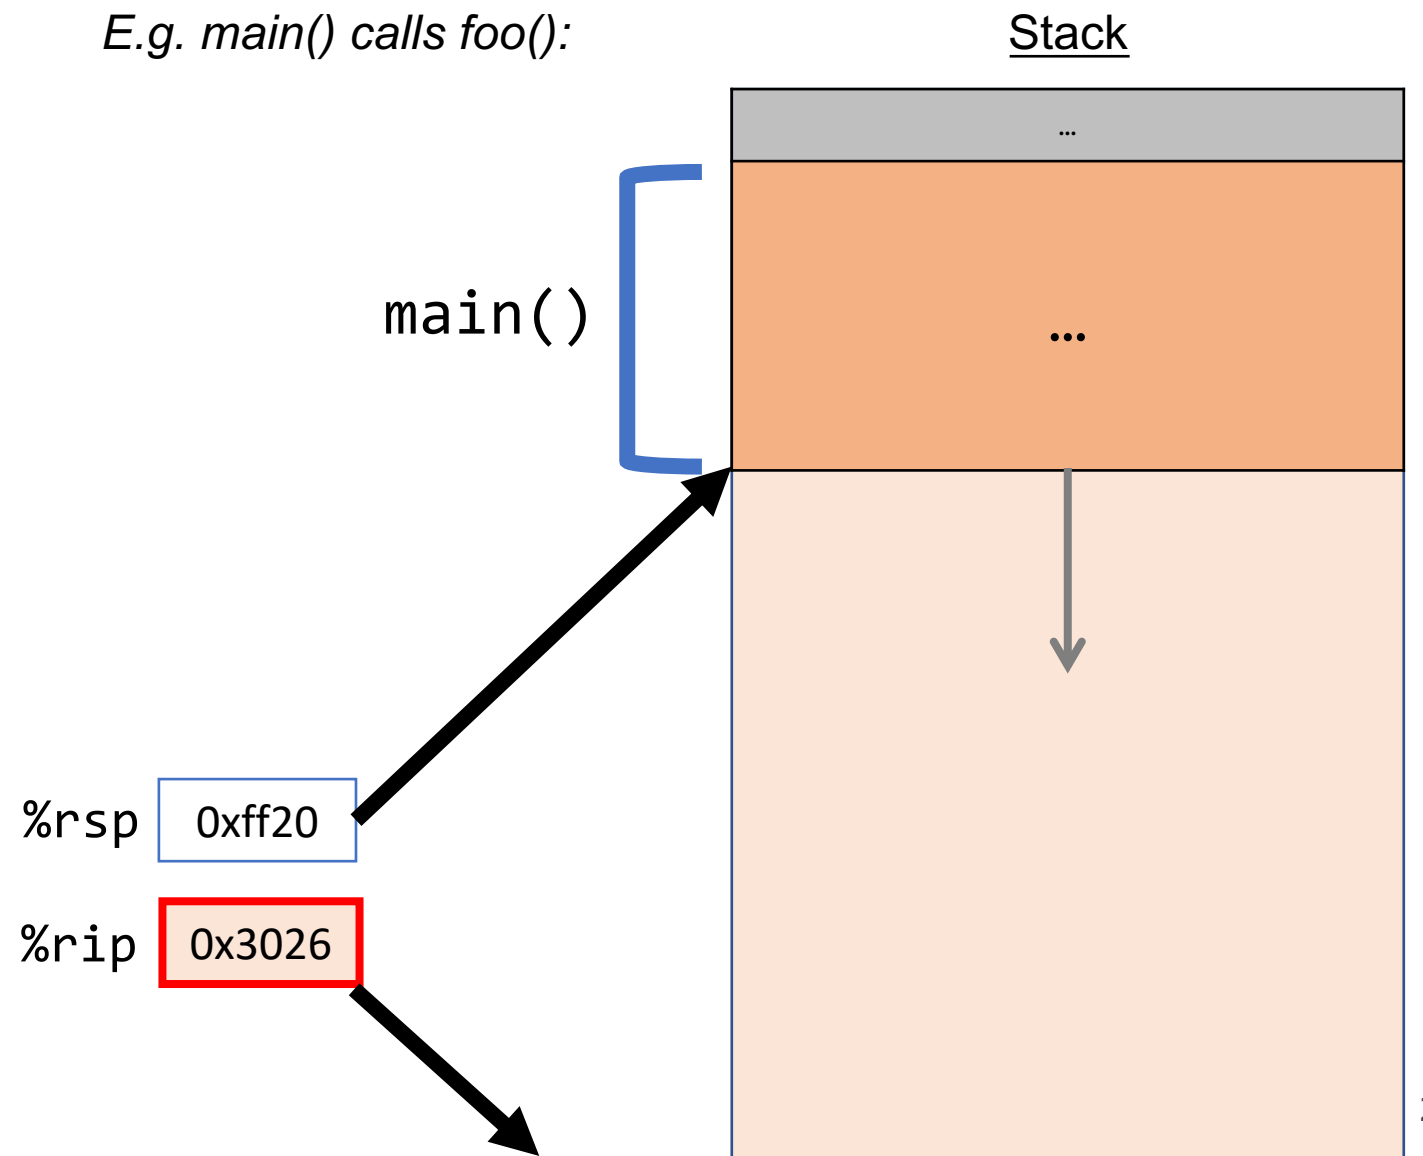 E.g. main() calls foo():
Stack
...
main()
...
%rsp 0xff20
%rip 0x3026